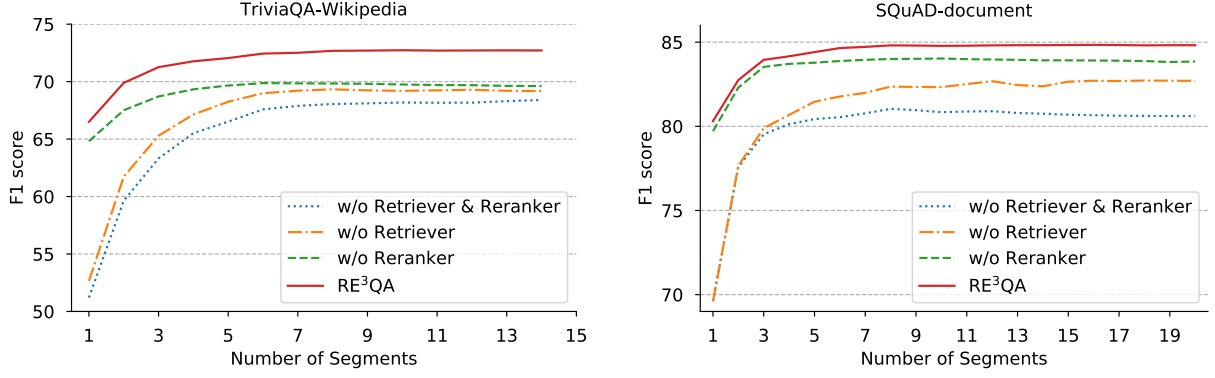 TriviaQA-Wikipedia
75
70
65
60
55
50
F1 score
w/o Retriever & Reranker
w/o Retriever
w/o Reranker
RE³QA
1 3 5 7 9 11 13 15
Number of Segments
SQuAD-document
85
80
75
70
F1 score
w/o Retriever & Reranker
w/o Retriever
w/o Reranker
RE³QA
1 3 5 7 9 11 13 15 17 19
Number of Segments